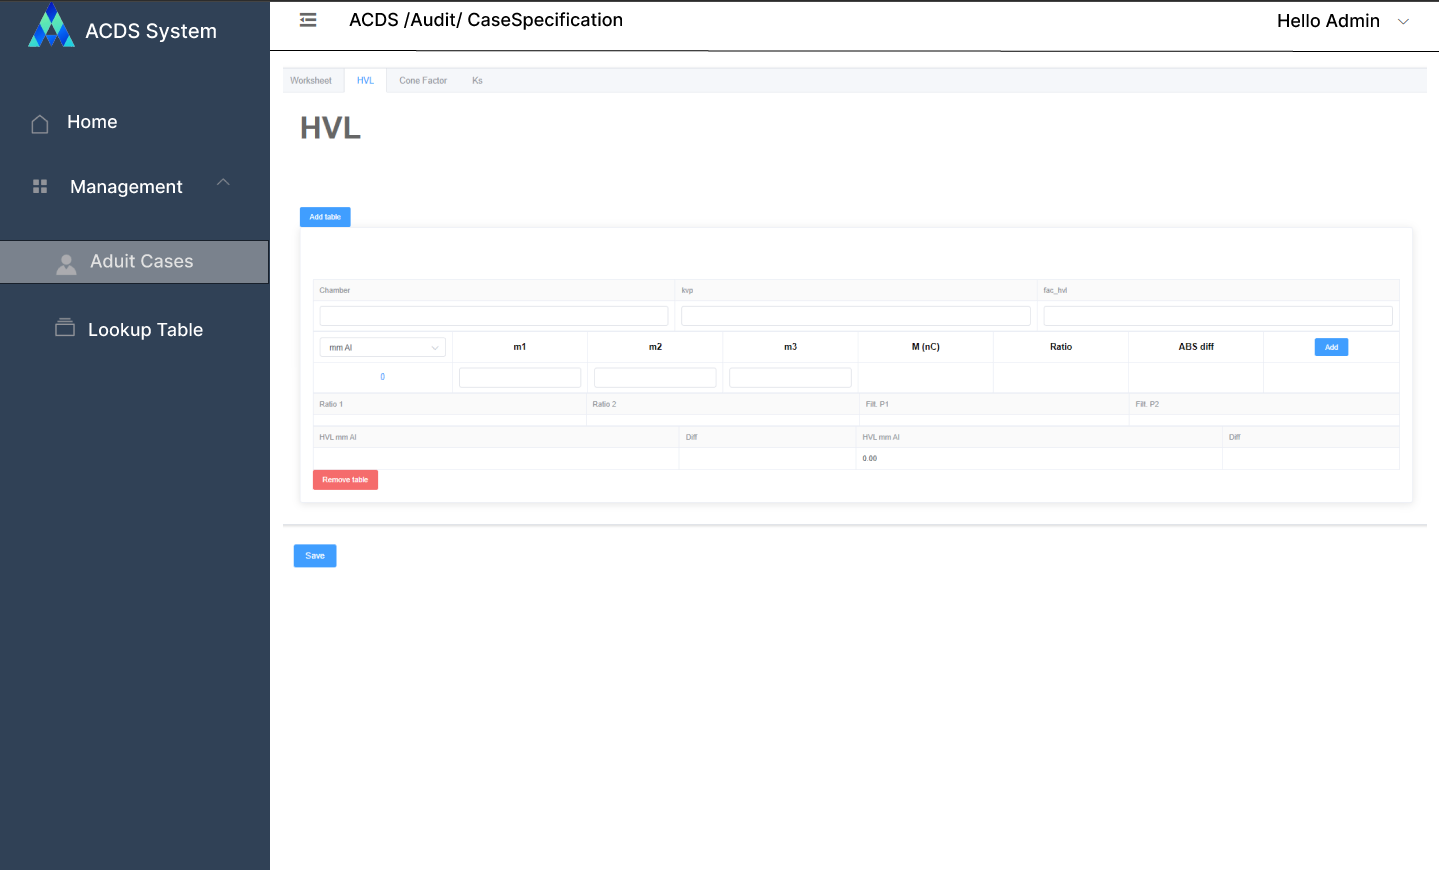 ACDS System
ACDS /Audit/ CaseSpecification
Hello Admin
Home
Management
Aduit Cases
Lookup Table
Worksheet HVL Cone Factor Ks
HVL
Add table
Chamber kvp fac_hvl
mm Al m1 m2 m3 M (nC) Ratio ABS diff Add
0
Ratio 1 Ratio 2 Filt. P1 Filt. P2
HVL mm Al Diff HVL mm Al Diff
0.00
Remove table
Save